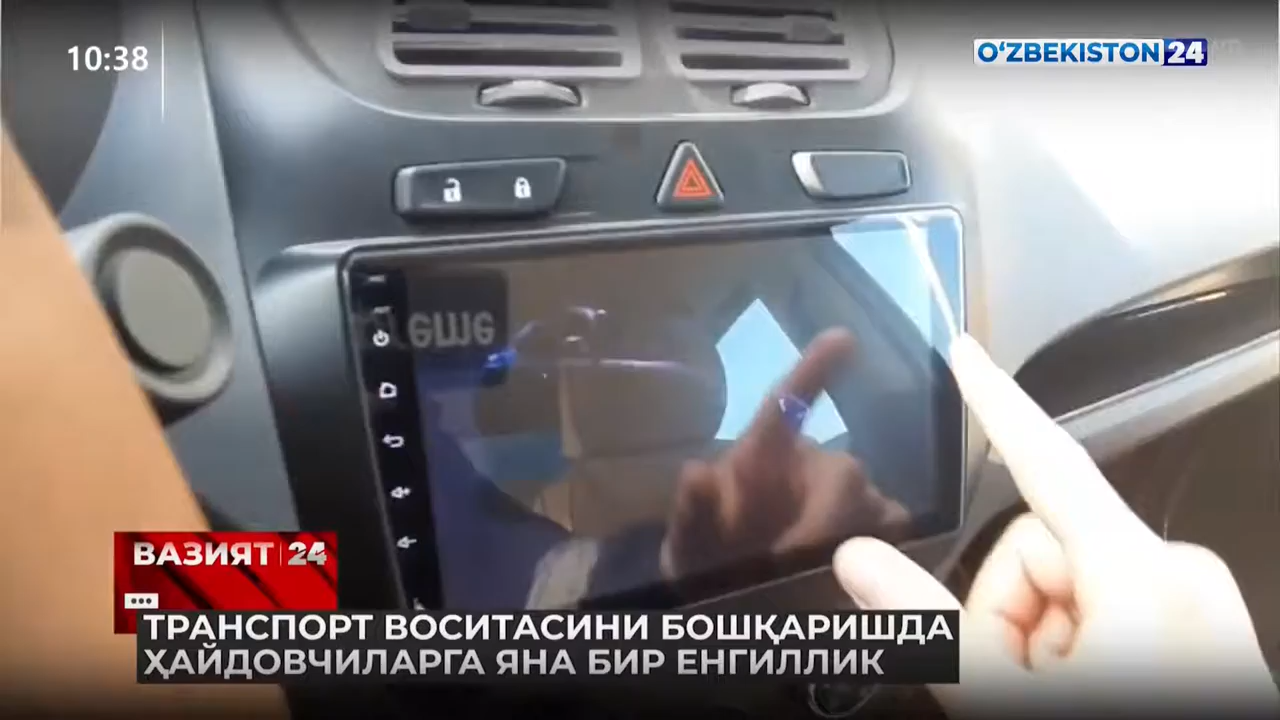 10:38
O‘ZBEKISTON 24
ВАЗИЯТ 24
ТРАНСПОРТ ВОСИТАСИНИ БОШҚАРИШДА
ҲАЙДОВЧИЛАРГА ЯНА БИР ЕНГИЛЛИК